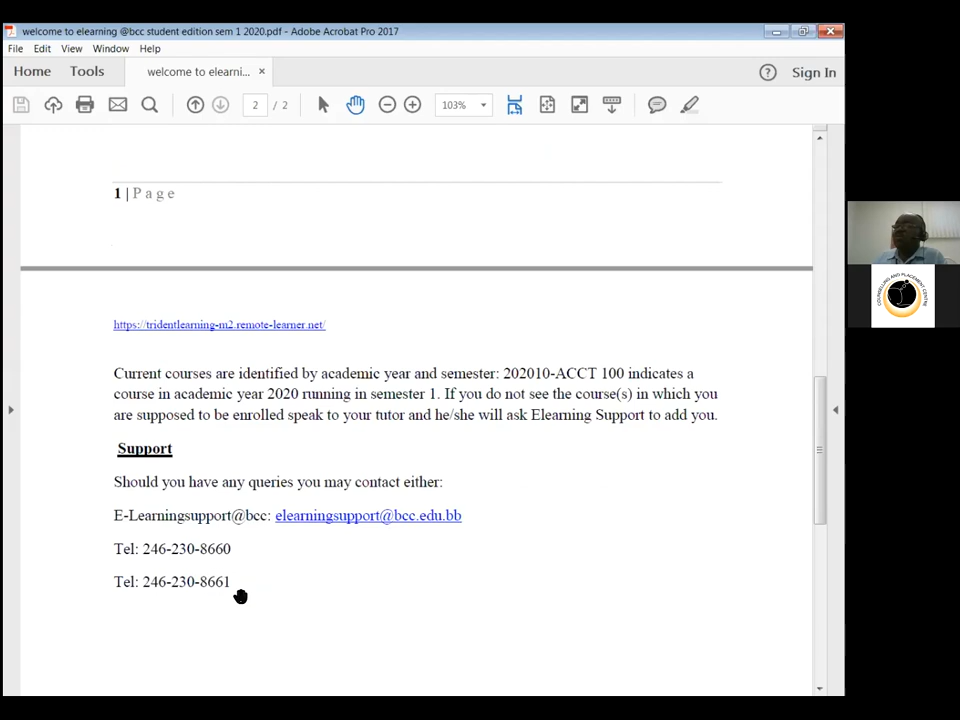 welcome to elearning @bcc student edition sem 1 2020.pdf - Adobe Acrobat Pro 2017
File Edit View Window Help
Home Tools welcome to elearni... × ? Sign In
2 / 2 103%
1 | P a g e
https://tridentlearning-m2.remote-learner.net/
Current courses are identified by academic year and semester: 202010-ACCT 100 indicates a
course in academic year 2020 running in semester 1. If you do not see the course(s) in which you
are supposed to be enrolled speak to your tutor and he/she will ask Elearning Support to add you.
Support
Should you have any queries you may contact either:
E-Learningsupport@bcc: elearningsupport@bcc.edu.bb
Tel: 246-230-8660
Tel: 246-230-8661
COUNSELLING AND PLACEMENT CENTRE